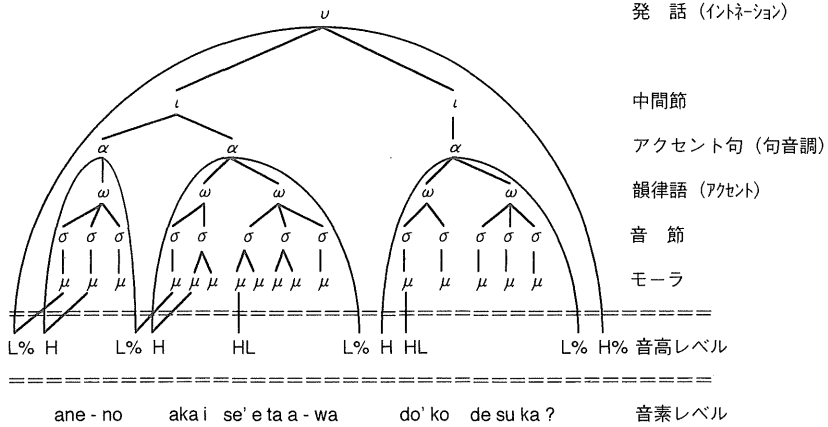 υ 発 話 (イントネーション)
ι ι 中間節
α α α アクセント句 (句音調)
ω ω ω ω ω 韻律語 (アクセント)
σ σ σ σ σ σ σ σ σ σ σ σ σ 音 節
μ μ μ μ μ μ μ μ μ μ μ μ μ μ μ μ モーラ
L% H L% H HL L% H HL L% H% 音高レベル
ane - no aka i se' e ta a - wa do' ko de su ka ? 音素レベル